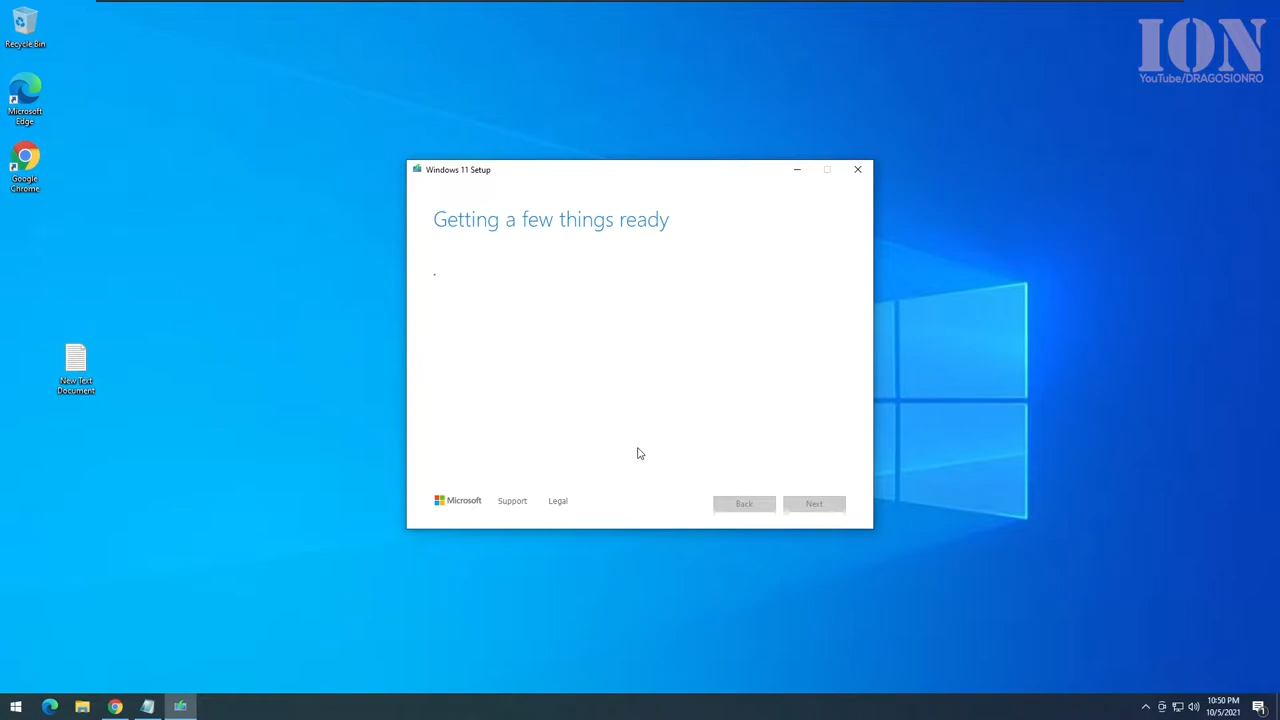 Recycle Bin
Microsoft
Edge
Google
Chrome
New Text
Document
ION
YouTube/DRAGOSIONRO
Windows 11 Setup
Getting a few things ready
Microsoft Support Legal
Back Next
10:50 PM
10/5/2021
1